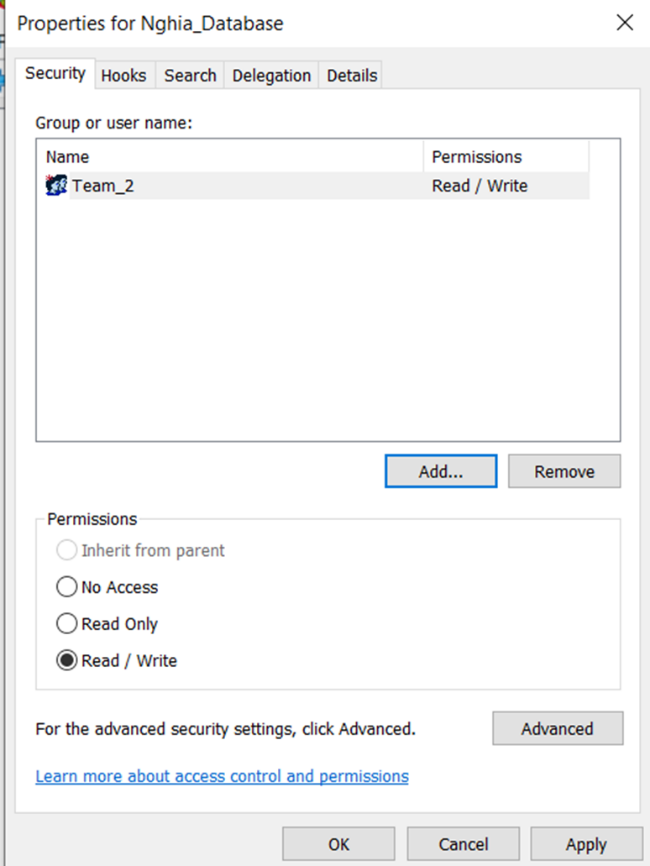 Properties for Nghia_Database
Security Hooks Search Delegation Details
Group or user name:
Name Permissions
Team_2 Read / Write
Add... Remove
Permissions
Inherit from parent
No Access
Read Only
Read / Write
For the advanced security settings, click Advanced. Advanced
Learn more about access control and permissions
OK Cancel Apply